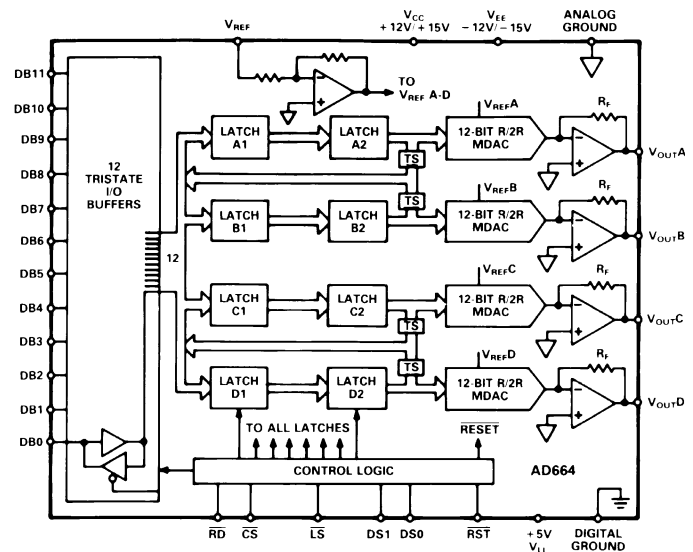 VREF
VCC
+12V/+15V
VEE
-12V/-15V
ANALOG
GROUND
DB11
DB10
DB9
DB8
DB7
DB6
DB5
DB4
DB3
DB2
DB1
DB0
12
TRISTATE
I/O
BUFFERS
12
TO
VREF A-D
LATCH
A1
LATCH
A2
TS
VREFA
12-BIT R/2R
MDAC
RF
VOUTA
TS
LATCH
B1
LATCH
B2
VREFB
12-BIT R/2R
MDAC
RF
VOUTB
LATCH
C1
LATCH
C2
TS
VREFC
12-BIT R/2R
MDAC
RF
VOUTC
TS
LATCH
D1
LATCH
D2
VREFD
12-BIT R/2R
MDAC
RF
VOUTD
TO ALL LATCHES
RESET
CONTROL LOGIC
AD664
RD
CS
LS
DS1
DS0
RST
+5V
DIGITAL
GROUND